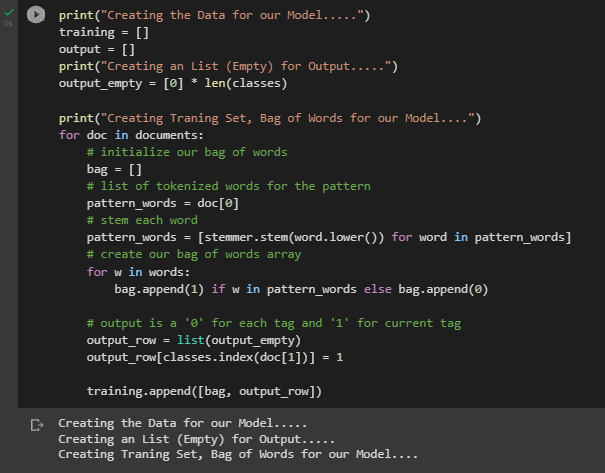 0s
print("Creating the Data for our Model.....")
training = []
output = []
print("Creating an List (Empty) for Output.....")
output_empty = [0] * len(classes)
print("Creating Traning Set, Bag of Words for our Model....")
for doc in documents:
# initialize our bag of words
bag = []
# list of tokenized words for the pattern
pattern_words = doc[0]
# stem each word
pattern_words = [stemmer.stem(word.lower()) for word in pattern_words]
# create our bag of words array
for w in words:
bag.append(1) if w in pattern_words else bag.append(0)
# output is a '0' for each tag and '1' for current tag
output_row = list(output_empty)
output_row[classes.index(doc[1])] = 1
training.append([bag, output_row])
Creating the Data for our Model.....
Creating an List (Empty) for Output.....
Creating Traning Set, Bag of Words for our Model....